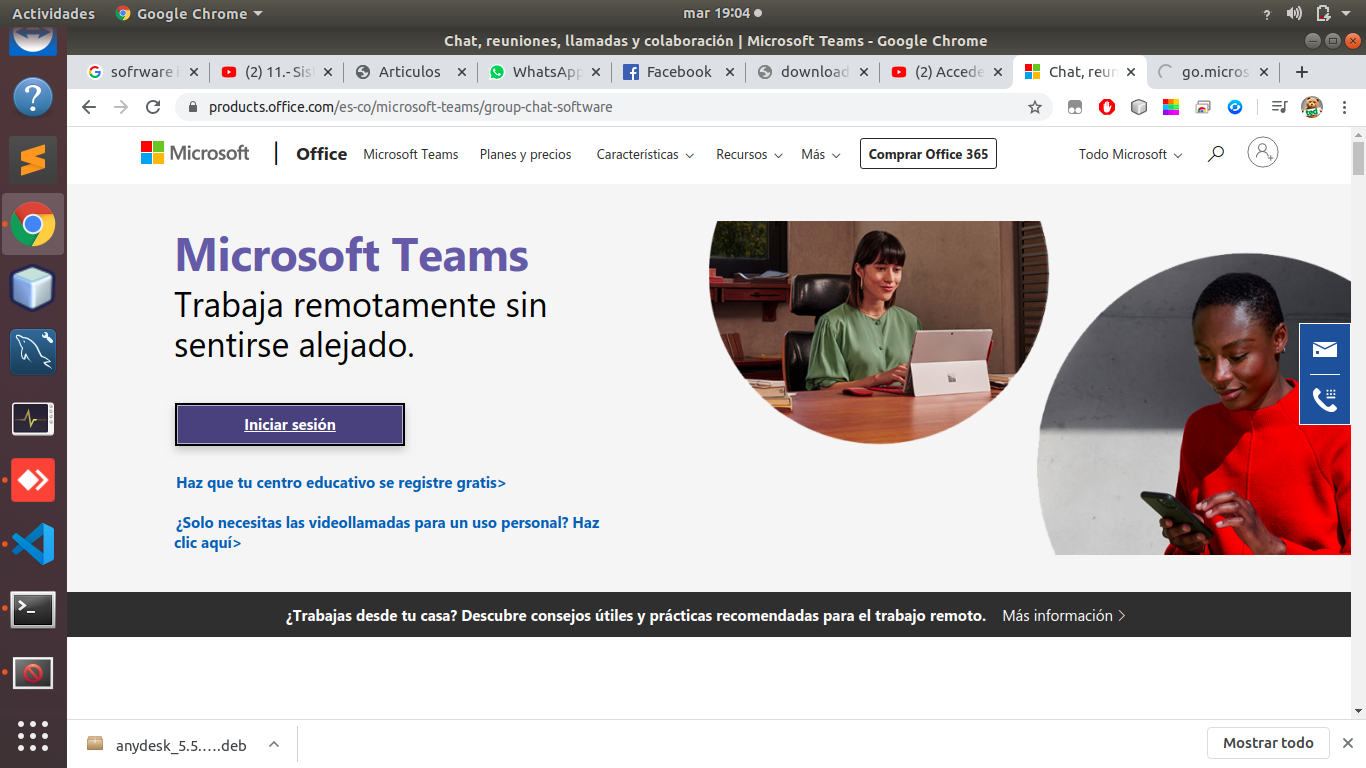 Actividades
Google Chrome
mar 19:04
Chat, reuniones, llamadas y colaboración | Microsoft Teams - Google Chrome
sofrware
(2) 11.- Sist
Articulos
WhatsApp
Facebook
download
(2) Accede
Chat, reun
go.micros
products.office.com/es-co/microsoft-teams/group-chat-software
Microsoft
Office
Microsoft Teams
Planes y precios
Características
Recursos
Más
Comprar Office 365
Todo Microsoft
Microsoft Teams
Trabaja remotamente sin
sentirse alejado.
Iniciar sesión
Haz que tu centro educativo se registre gratis>
¿Solo necesitas las videollamadas para un uso personal? Haz
clic aquí>
¿Trabajas desde tu casa? Descubre consejos útiles y prácticas recomendadas para el trabajo remoto. Más información >
anydesk_5.5.….deb
Mostrar todo